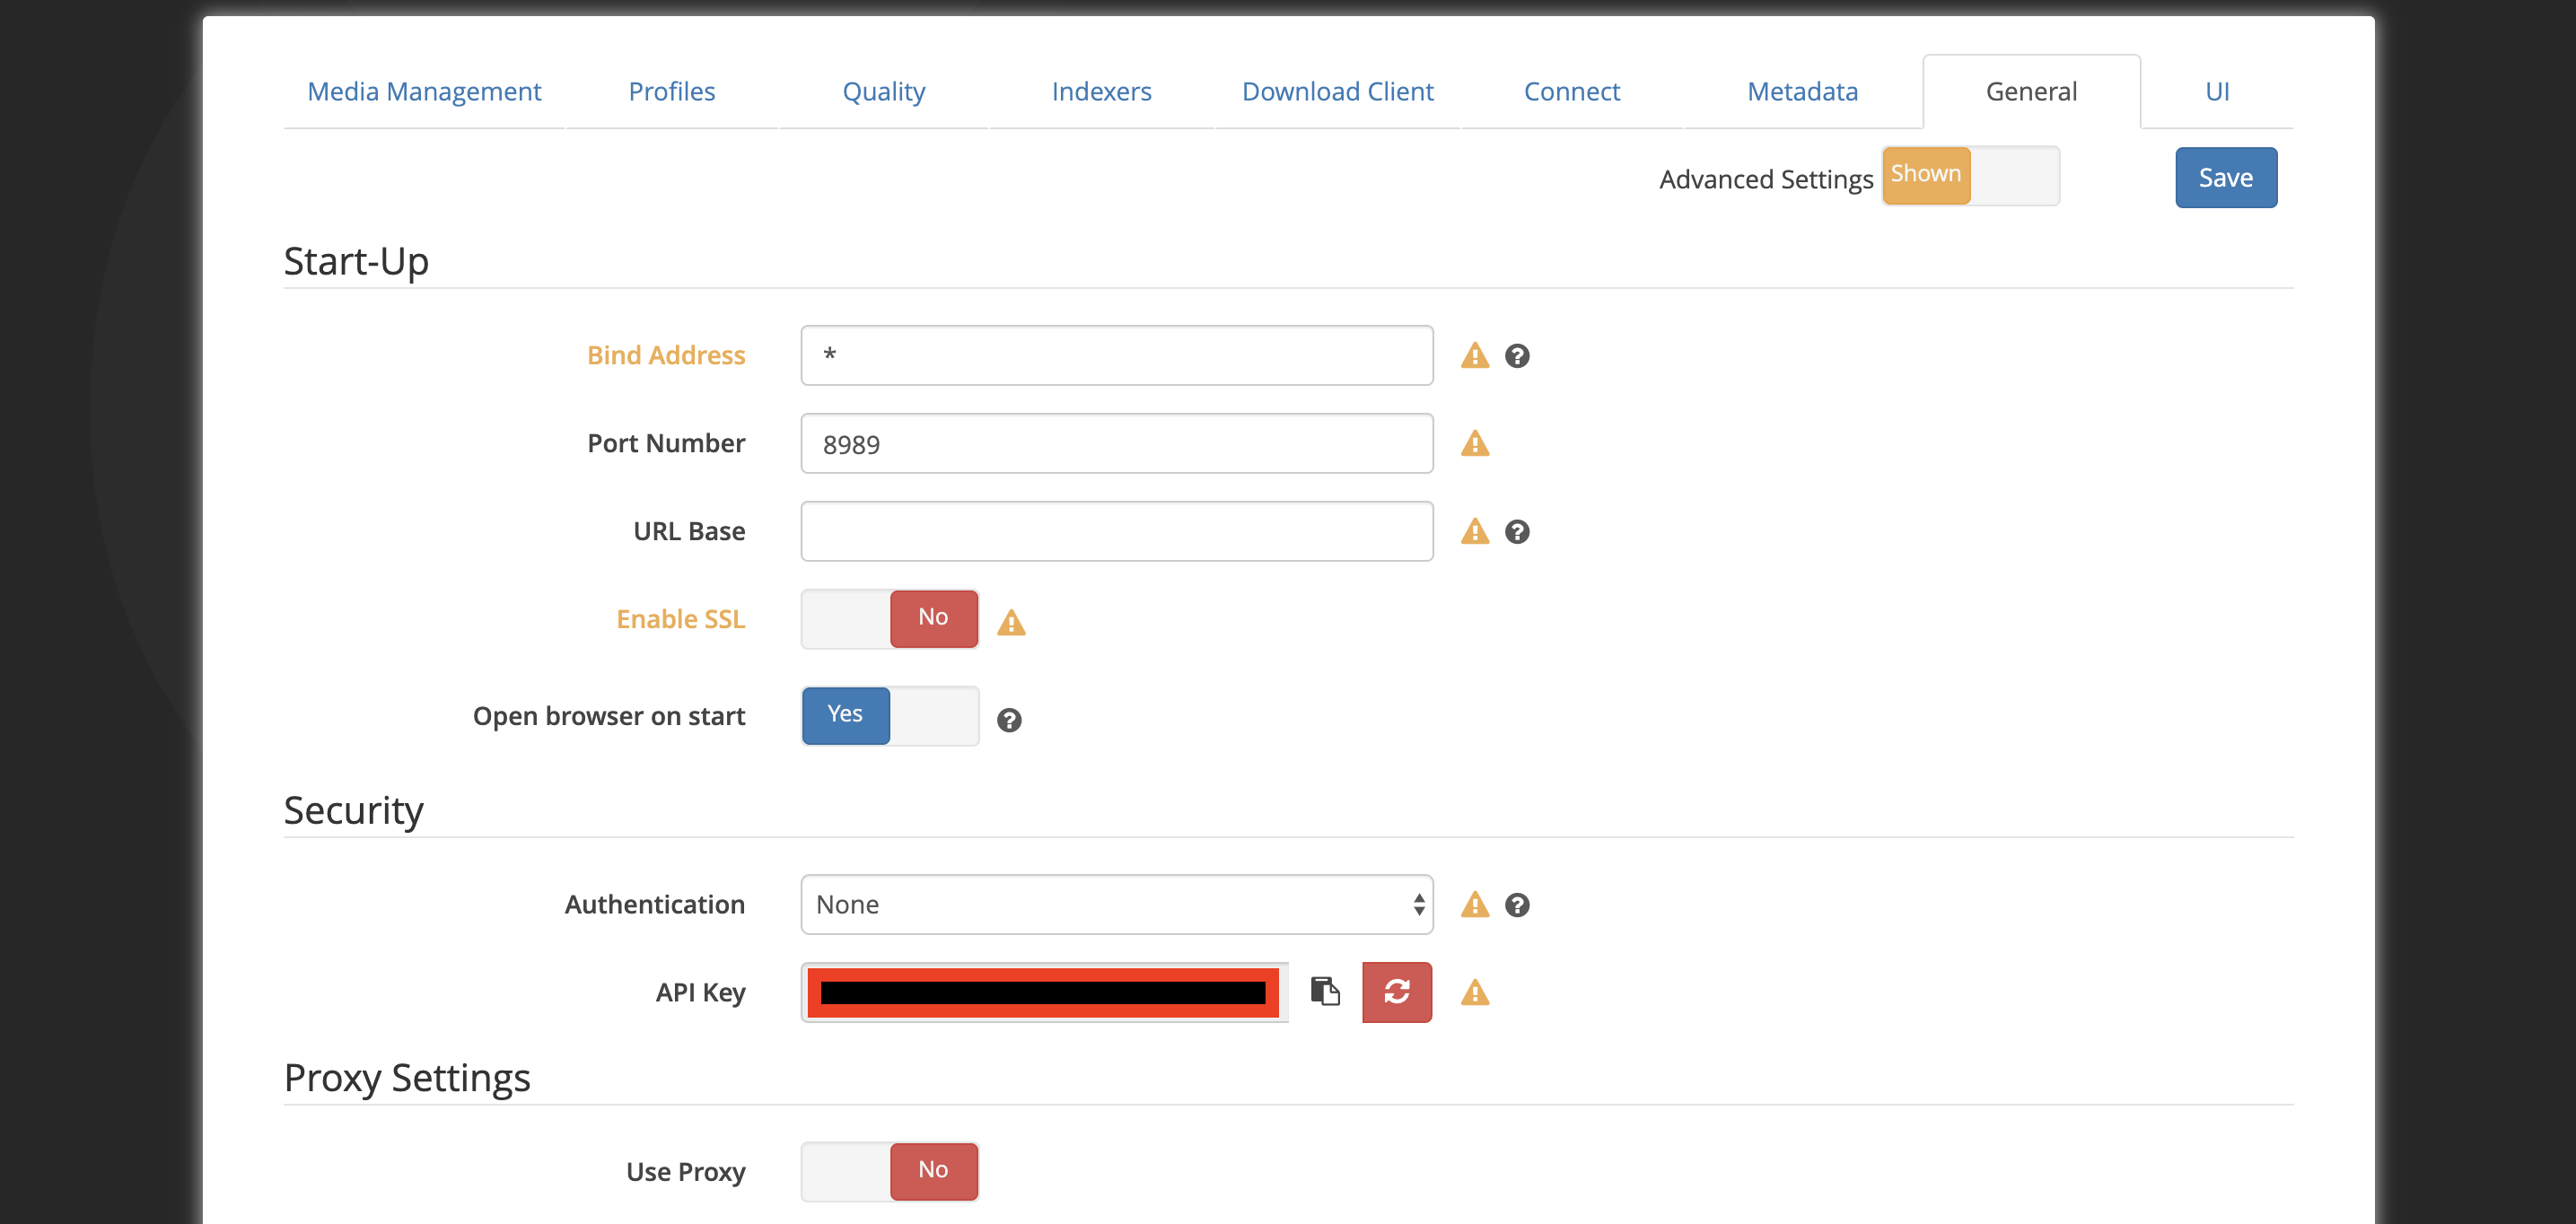 Media Management Profiles Quality Indexers Download Client Connect Metadata General UI
Advanced Settings Shown Save
Start-Up
Bind Address *
Port Number 8989
URL Base
Enable SSL No
Open browser on start Yes
Security
Authentication None
API Key
Proxy Settings
Use Proxy No